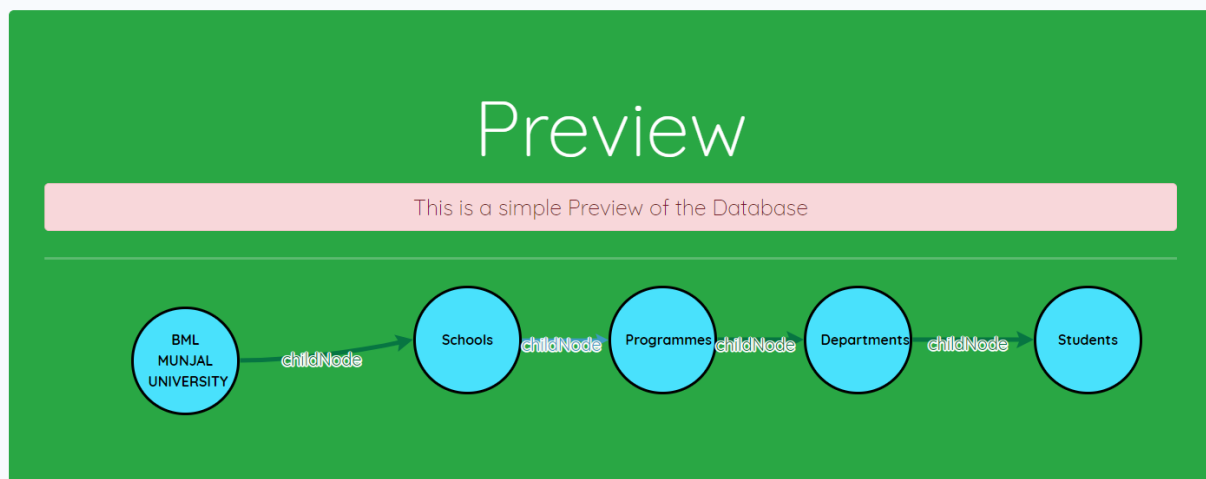 Preview
This is a simple Preview of the Database
BML
MUNJAL
UNIVERSITY
childNode
Schools
childNode
Programmes
childNode
Departments
childNode
Students